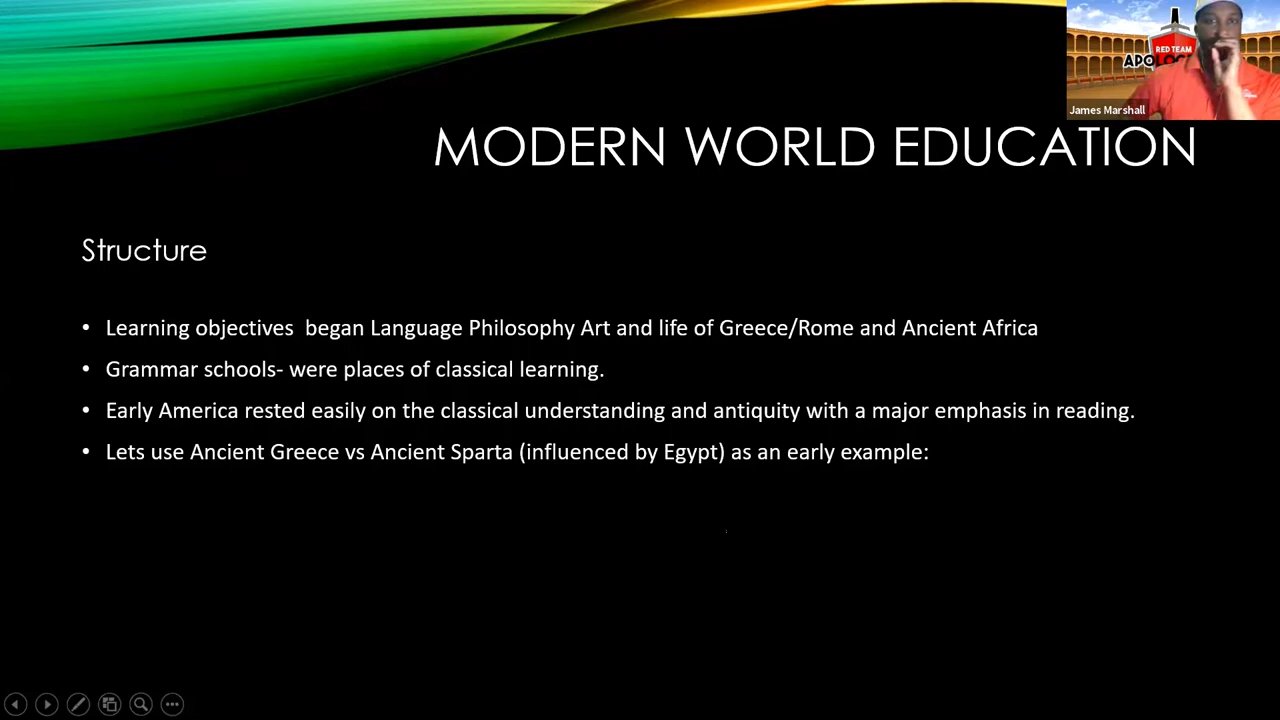 RED TEAM
James Marshall
MODERN WORLD EDUCATION
Structure
• Learning objectives  began Language Philosophy Art and life of Greece/Rome and Ancient Africa
• Grammar schools- were places of classical learning.
• Early America rested easily on the classical understanding and antiquity with a major emphasis in reading.
• Lets use Ancient Greece vs Ancient Sparta (influenced by Egypt) as an early example: